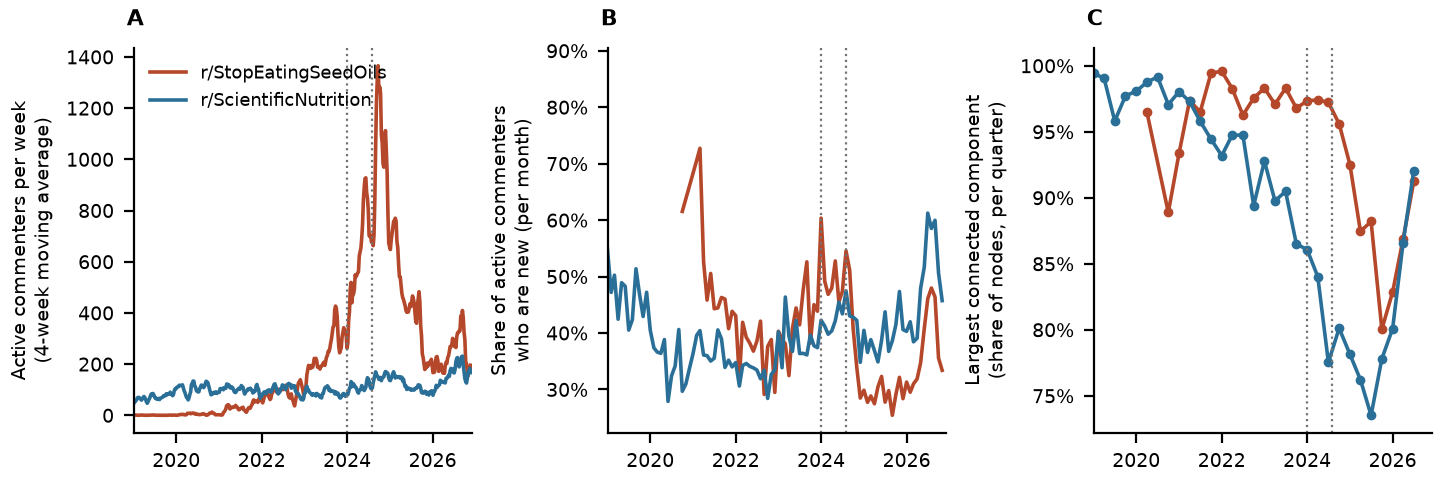 A
Active commenters per week
(4-week moving average)
1400
1200
1000
800
600
400
200
0
r/StopEatingSeedOils
r/ScientificNutrition
2020 2022 2024 2026
B
Share of active commenters
who are new (per month)
90%
80%
70%
60%
50%
40%
30%
2020 2022 2024 2026
C
Largest connected component
(share of nodes, per quarter)
100%
95%
90%
85%
80%
75%
2020 2022 2024 2026